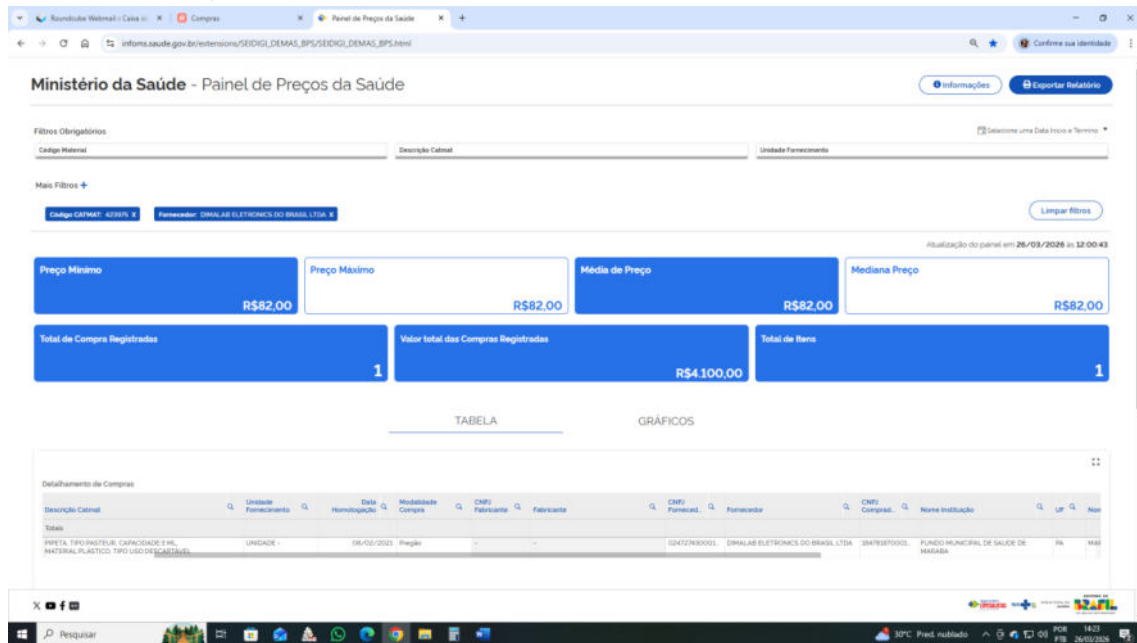 Roundcube Webmail :: Caixa
Compras
Painel de Preços da Saúde
infoms.saude.gov.br/extensions/SEIDIGI_DEMAS_BPS/SEIDIGI_DEMAS_BPS.html
Confirme sua identidade
Ministério da Saúde - Painel de Preços da Saúde
Informações
Exportar Relatório
Filtros Obrigatórios
Selecione uma Data Início e Término
Código Material
Descrição Catmat
Unidade Fornecimento
Mais Filtros +
Código CATMAT: 423975 X
Fornecedor: DIMALAB ELETRONICS DO BRASIL LTDA X
Limpar filtros
Atualização do painel em 26/03/2026 às 12:00:43
Preço Mínimo
R$82,00
Preço Máximo
R$82,00
Média de Preço
R$82,00
Mediana Preço
R$82,00
Total de Compra Registradas
1
Valor total das Compras Registradas
R$4.100,00
Total de Itens
1
TABELA
GRÁFICOS
Detalhamento de Compras
Descrição Catmat
Unidade Fornecimento
Data Homologação
Modalidade Compra
CNPJ Fabricante
Fabricante
CNPJ Forneced...
Fornecedor
CNPJ Comprad...
Nome Instituição
UF
Totais
PIPETA, TIPO:PASTEUR, CAPACIDADE:
MATERIAL:PLÁSTICO, TIPO USO:DESCARTÁVEL
UNIDADE -
08/02/2021
Pregão
-
-
DIMALAB ELETRONICS DO BRASIL LTDA
FUNDO MUNICIPAL DE SAUDE DE
MARABA
PA
Pesquisar
30°C Pred. nublado
POR
PTB
14:23
26/03/2026